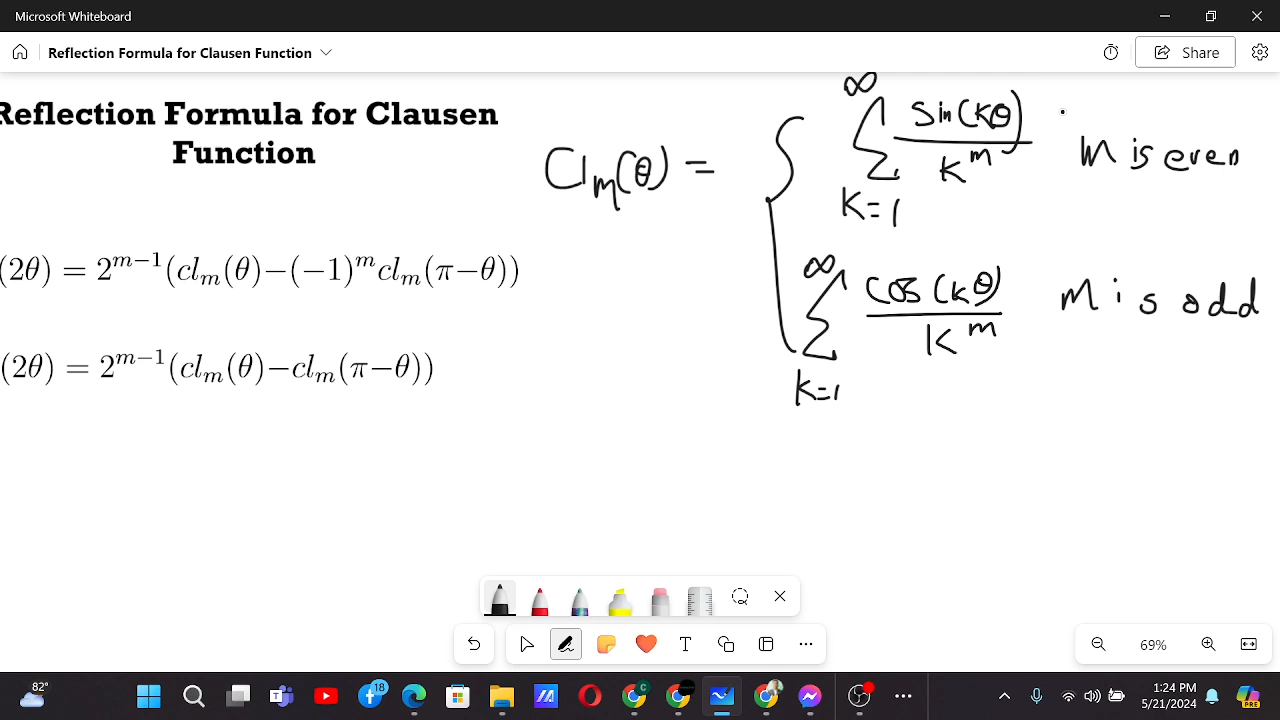 Microsoft Whiteboard
Reflection Formula for Clausen Function
Share
Reflection Formula for Clausen
Function
Cl_m(θ) =
∞ Σ K=1 sin(Kθ) / K^m m is even
∞ Σ K=1 cos(Kθ) / K^m m is odd
(2θ) = 2^{m−1}(cl_m(θ)−(−1)^m cl_m(π−θ))
(2θ) = 2^{m−1}(cl_m(θ)−cl_m(π−θ))
69%
82°
18
C
1:24 PM
5/21/2024
PRE